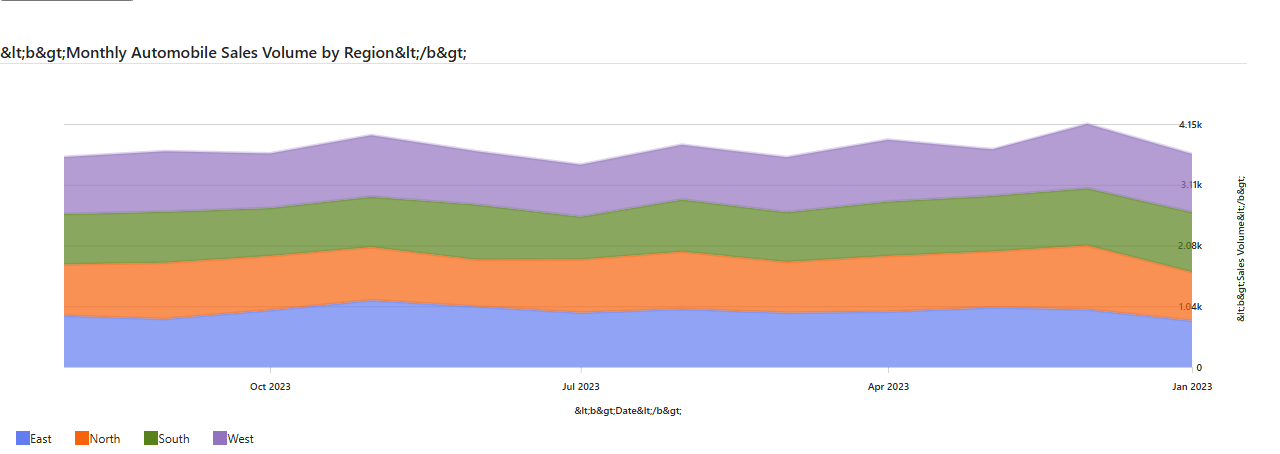 &lt;b&gt;Monthly Automobile Sales Volume by Region&lt;/b&gt;
4.15k
3.11k
2.08k
1.04k
0
&lt;b&gt;Sales Volume&lt;/b&gt;
Oct 2023 Jul 2023 Apr 2023 Jan 2023
&lt;b&gt;Date&lt;/b&gt;
East North South West